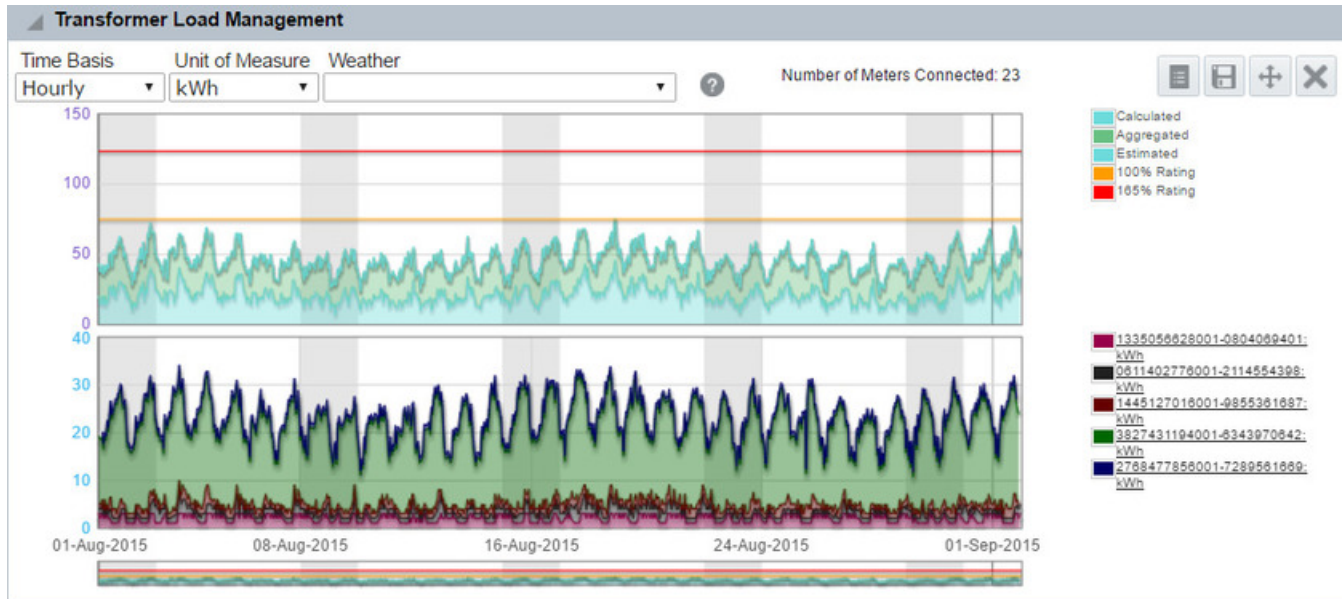 Transformer Load Management
Time Basis Unit of Measure Weather
Hourly kWh
Number of Meters Connected: 23
150
100
50
0
Calculated
Aggregated
Estimated
100% Rating
165% Rating
40
30
20
10
0
1335056628001-0804069401:
kWh
0611402776001-2114554398:
kWh
1445127016001-9855361687:
kWh
3827431194001-6343970642:
kWh
2768477856001-7289561669:
kWh
01-Aug-2015 08-Aug-2015 16-Aug-2015 24-Aug-2015 01-Sep-2015